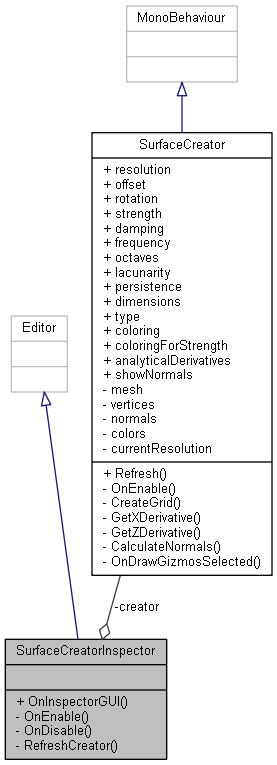 MonoBehaviour
SurfaceCreator
+ resolution
+ offset
+ rotation
+ strength
+ damping
+ frequency
+ octaves
+ lacunarity
+ persistence
+ dimensions
+ type
+ coloring
+ coloringForStrength
+ analyticalDerivatives
+ showNormals
- mesh
- vertices
- normals
- colors
- currentResolution
+ Refresh()
- OnEnable()
- CreateGrid()
- GetXDerivative()
- GetZDerivative()
- CalculateNormals()
- OnDrawGizmosSelected()
Editor
-creator
SurfaceCreatorInspector
+ OnInspectorGUI()
- OnEnable()
- OnDisable()
- RefreshCreator()